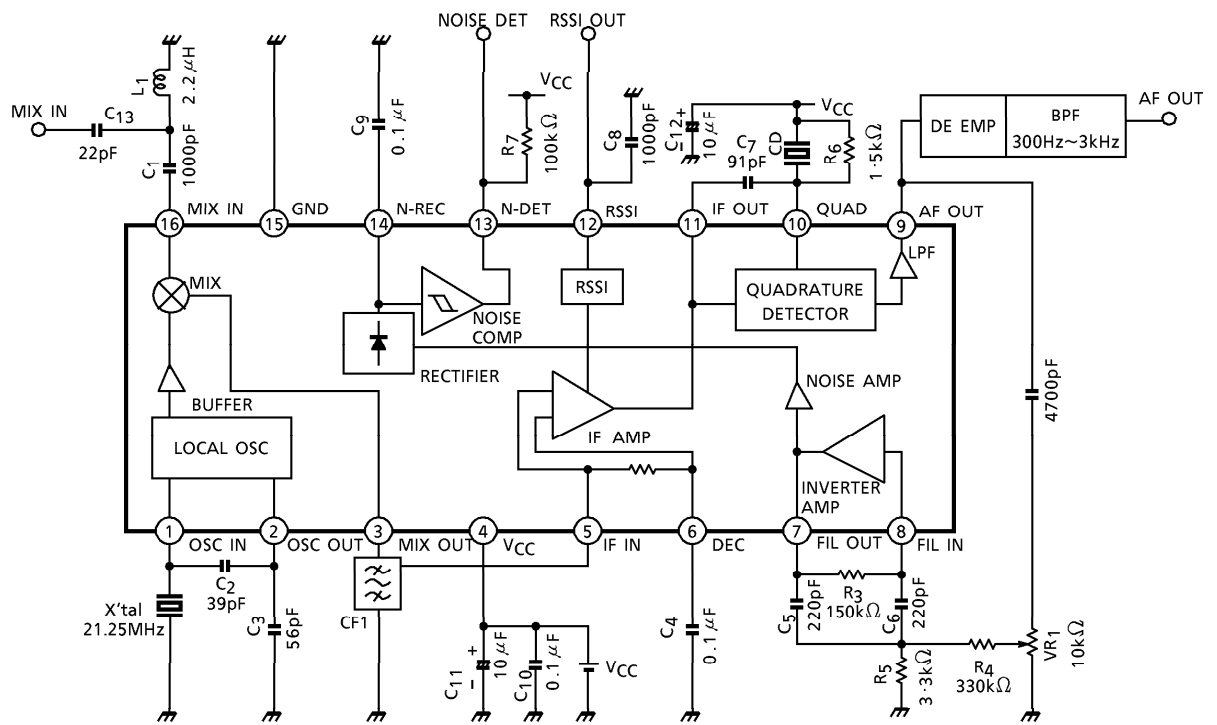 NOISE DET
RSSI OUT
L1
2.2μH
MIX IN
C13
22pF
C1
1000pF
C9
0.1μF
VCC
R7
100kΩ
C8
1000pF
C12
+
−
10μF
C7
91pF
CD
VCC
R6
1·5kΩ
DE EMP
BPF
300Hz~3kHz
AF OUT
16
MIX IN
15
GND
14
N-REC
13
N-DET
12
RSSI
11
IF OUT
10
QUAD
9
AF OUT
MIX
NOISE
COMP
RSSI
QUADRATURE
DETECTOR
LPF
RECTIFIER
BUFFER
LOCAL OSC
IF AMP
NOISE AMP
INVERTER
AMP
4700pF
1
OSC IN
2
OSC OUT
3
MIX OUT
4
VCC
5
IF IN
6
DEC
7
FIL OUT
8
FIL IN
C2
39pF
X'tal
21.25MHz
C3
56pF
CF1
C11
+
−
10μF
C10
0.1μF
VCC
C4
0.1μF
C5
220pF
R3
150kΩ
C6
220pF
R5
3·3kΩ
R4
330kΩ
VR1
10kΩ